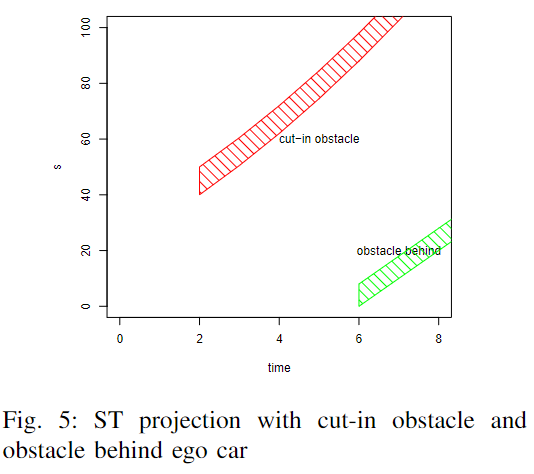 100
80
60
40
20
0
s
cut-in obstacle
obstacle behind
0 2 4 6 8
time
Fig. 5: ST projection with cut-in obstacle and
obstacle behind ego car